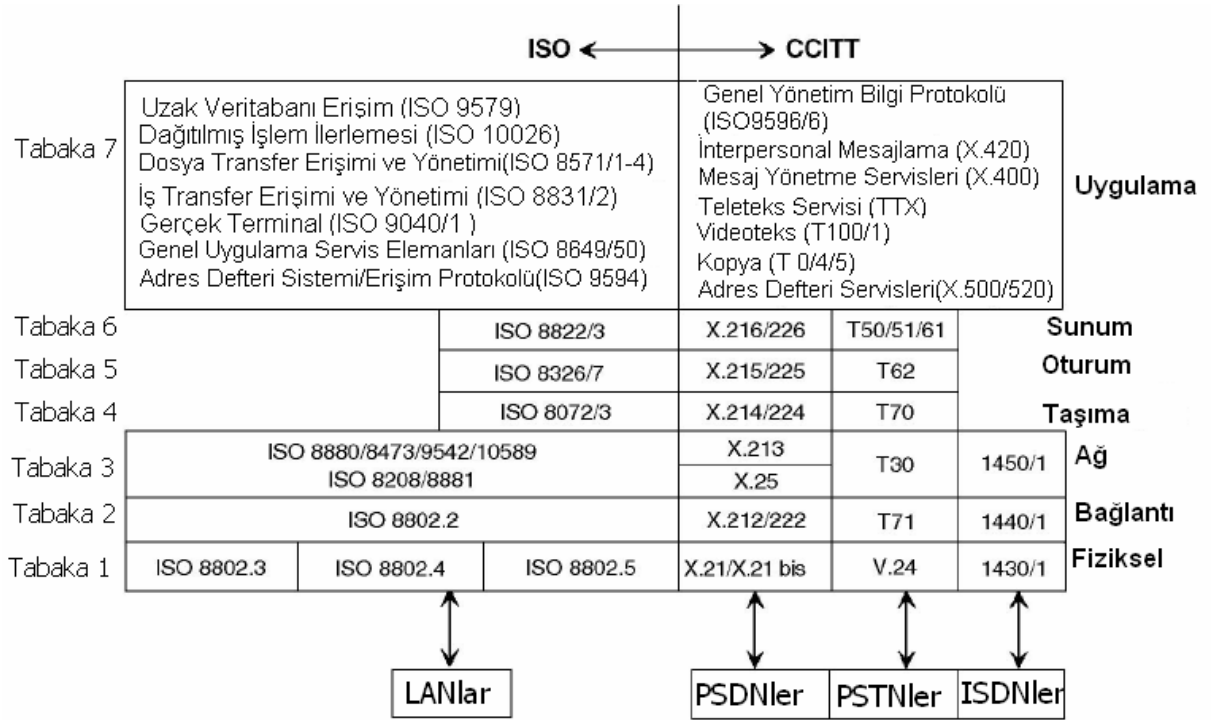 ISO CCITT
Tabaka 7
Uzak Veritabanı Erişim (ISO 9579)
Dağıtılmış İşlem İlerlemesi (ISO 10026)
Dosya Transfer Erişimi ve Yönetimi(ISO 8571/1-4)
İş Transfer Erişimi ve Yönetimi (ISO 8831/2)
Gerçek Terminal (ISO 9040/1 )
Genel Uygulama Servis Elemanları (ISO 8649/50)
Adres Defteri Sistemi/Erişim Protokolü(ISO 9594)
Genel Yönetim Bilgi Protokolü
(ISO9596/6)
İnterpersonal Mesajlama (X.420)
Mesaj Yönetme Servisleri (X.400)
Teleteks Servisi (TTX)
Videoteks (T100/1)
Kopya (T 0/4/5)
Adres Defteri Servisleri(X.500/520)
Uygulama
Tabaka 6 ISO 8822/3 X.216/226 T50/51/61 Sunum
Tabaka 5 ISO 8326/7 X.215/225 T62 Oturum
Tabaka 4 ISO 8072/3 X.214/224 T70 Taşıma
Tabaka 3
ISO 8880/8473/9542/10589
ISO 8208/8881
X.213
X.25
T30 1450/1 Ağ
Tabaka 2 ISO 8802.2 X.212/222 T71 1440/1 Bağlantı
Tabaka 1 ISO 8802.3 ISO 8802.4 ISO 8802.5 X.21/X.21 bis V.24 1430/1 Fiziksel
LANlar PSDNler PSTNler ISDNler